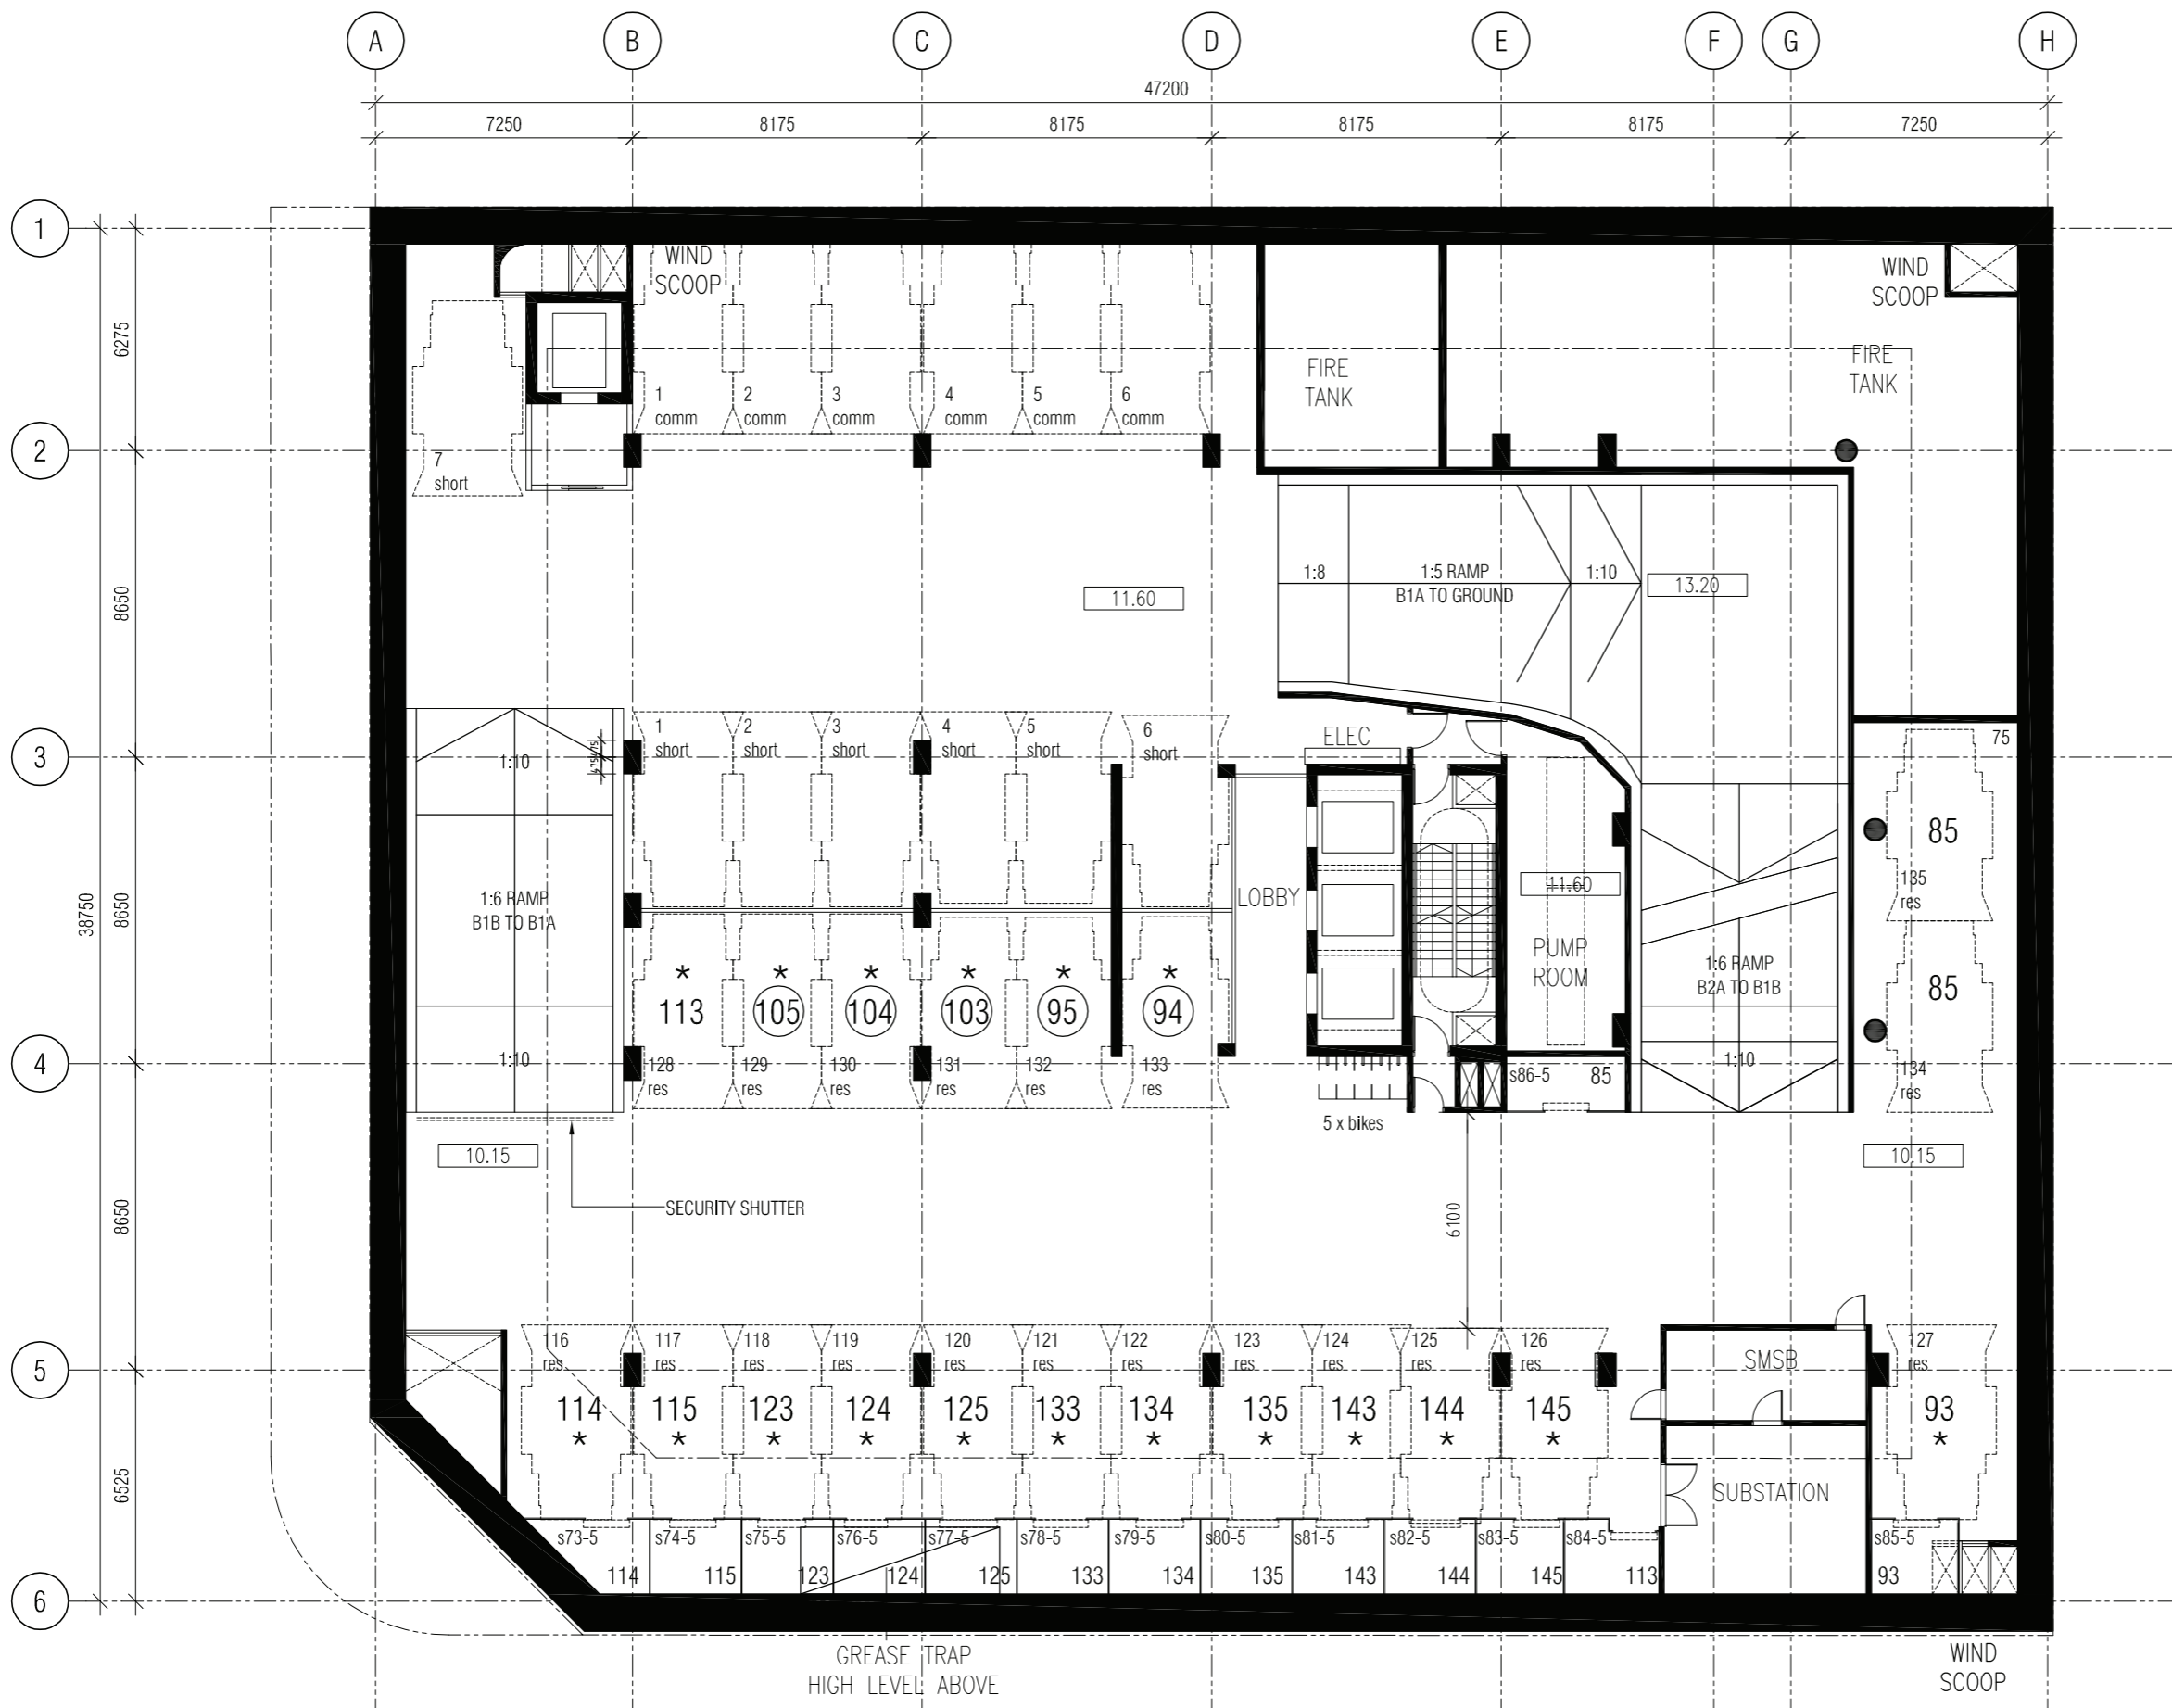 A B C D E F G H
47200
7250 8175 8175 8175 8175 7250
1
WIND
SCOOP
WIND
SCOOP
6275
FIRE
TANK
FIRE
TANK
1 2 3 4 5 6
comm comm comm comm comm comm
2
7
short
8650
1:8
1:5 RAMP
B1A TO GROUND
1:10
13.20
11.60
1 2 3 4 5 6
short short short short short short
ELEC
3
1:10
475 475
75
85
38750
8650
1:6 RAMP
B1B TO B1A
LOBBY
11.60
135
res
PUMP
ROOM
1:6 RAMP
B2A TO B1B
* * * * * *
113 105 104 103 95 94
85
4
1:10
128 129 130 131 132 133
res res res res res res
s86-5 85
1:10
134
res
5 x bikes
10.15
10.15
SECURITY SHUTTER
8650
6100
5
116 117 118 119 120 121 122 123 124 125 126 127
res res res res res res res res res res res res
SMSB
114 115 123 124 125 133 134 135 143 144 145 93
* * * * * * * * * * * *
6525
SUBSTATION
s73-5 s74-5 s75-5 s76-5 s77-5 s78-5 s79-5 s80-5 s81-5 s82-5 s83-5 s84-5 s85-5
114 115 123 124 125 133 134 135 143 144 145 113 93
6
GREASE TRAP
HIGH LEVEL ABOVE
WIND
SCOOP